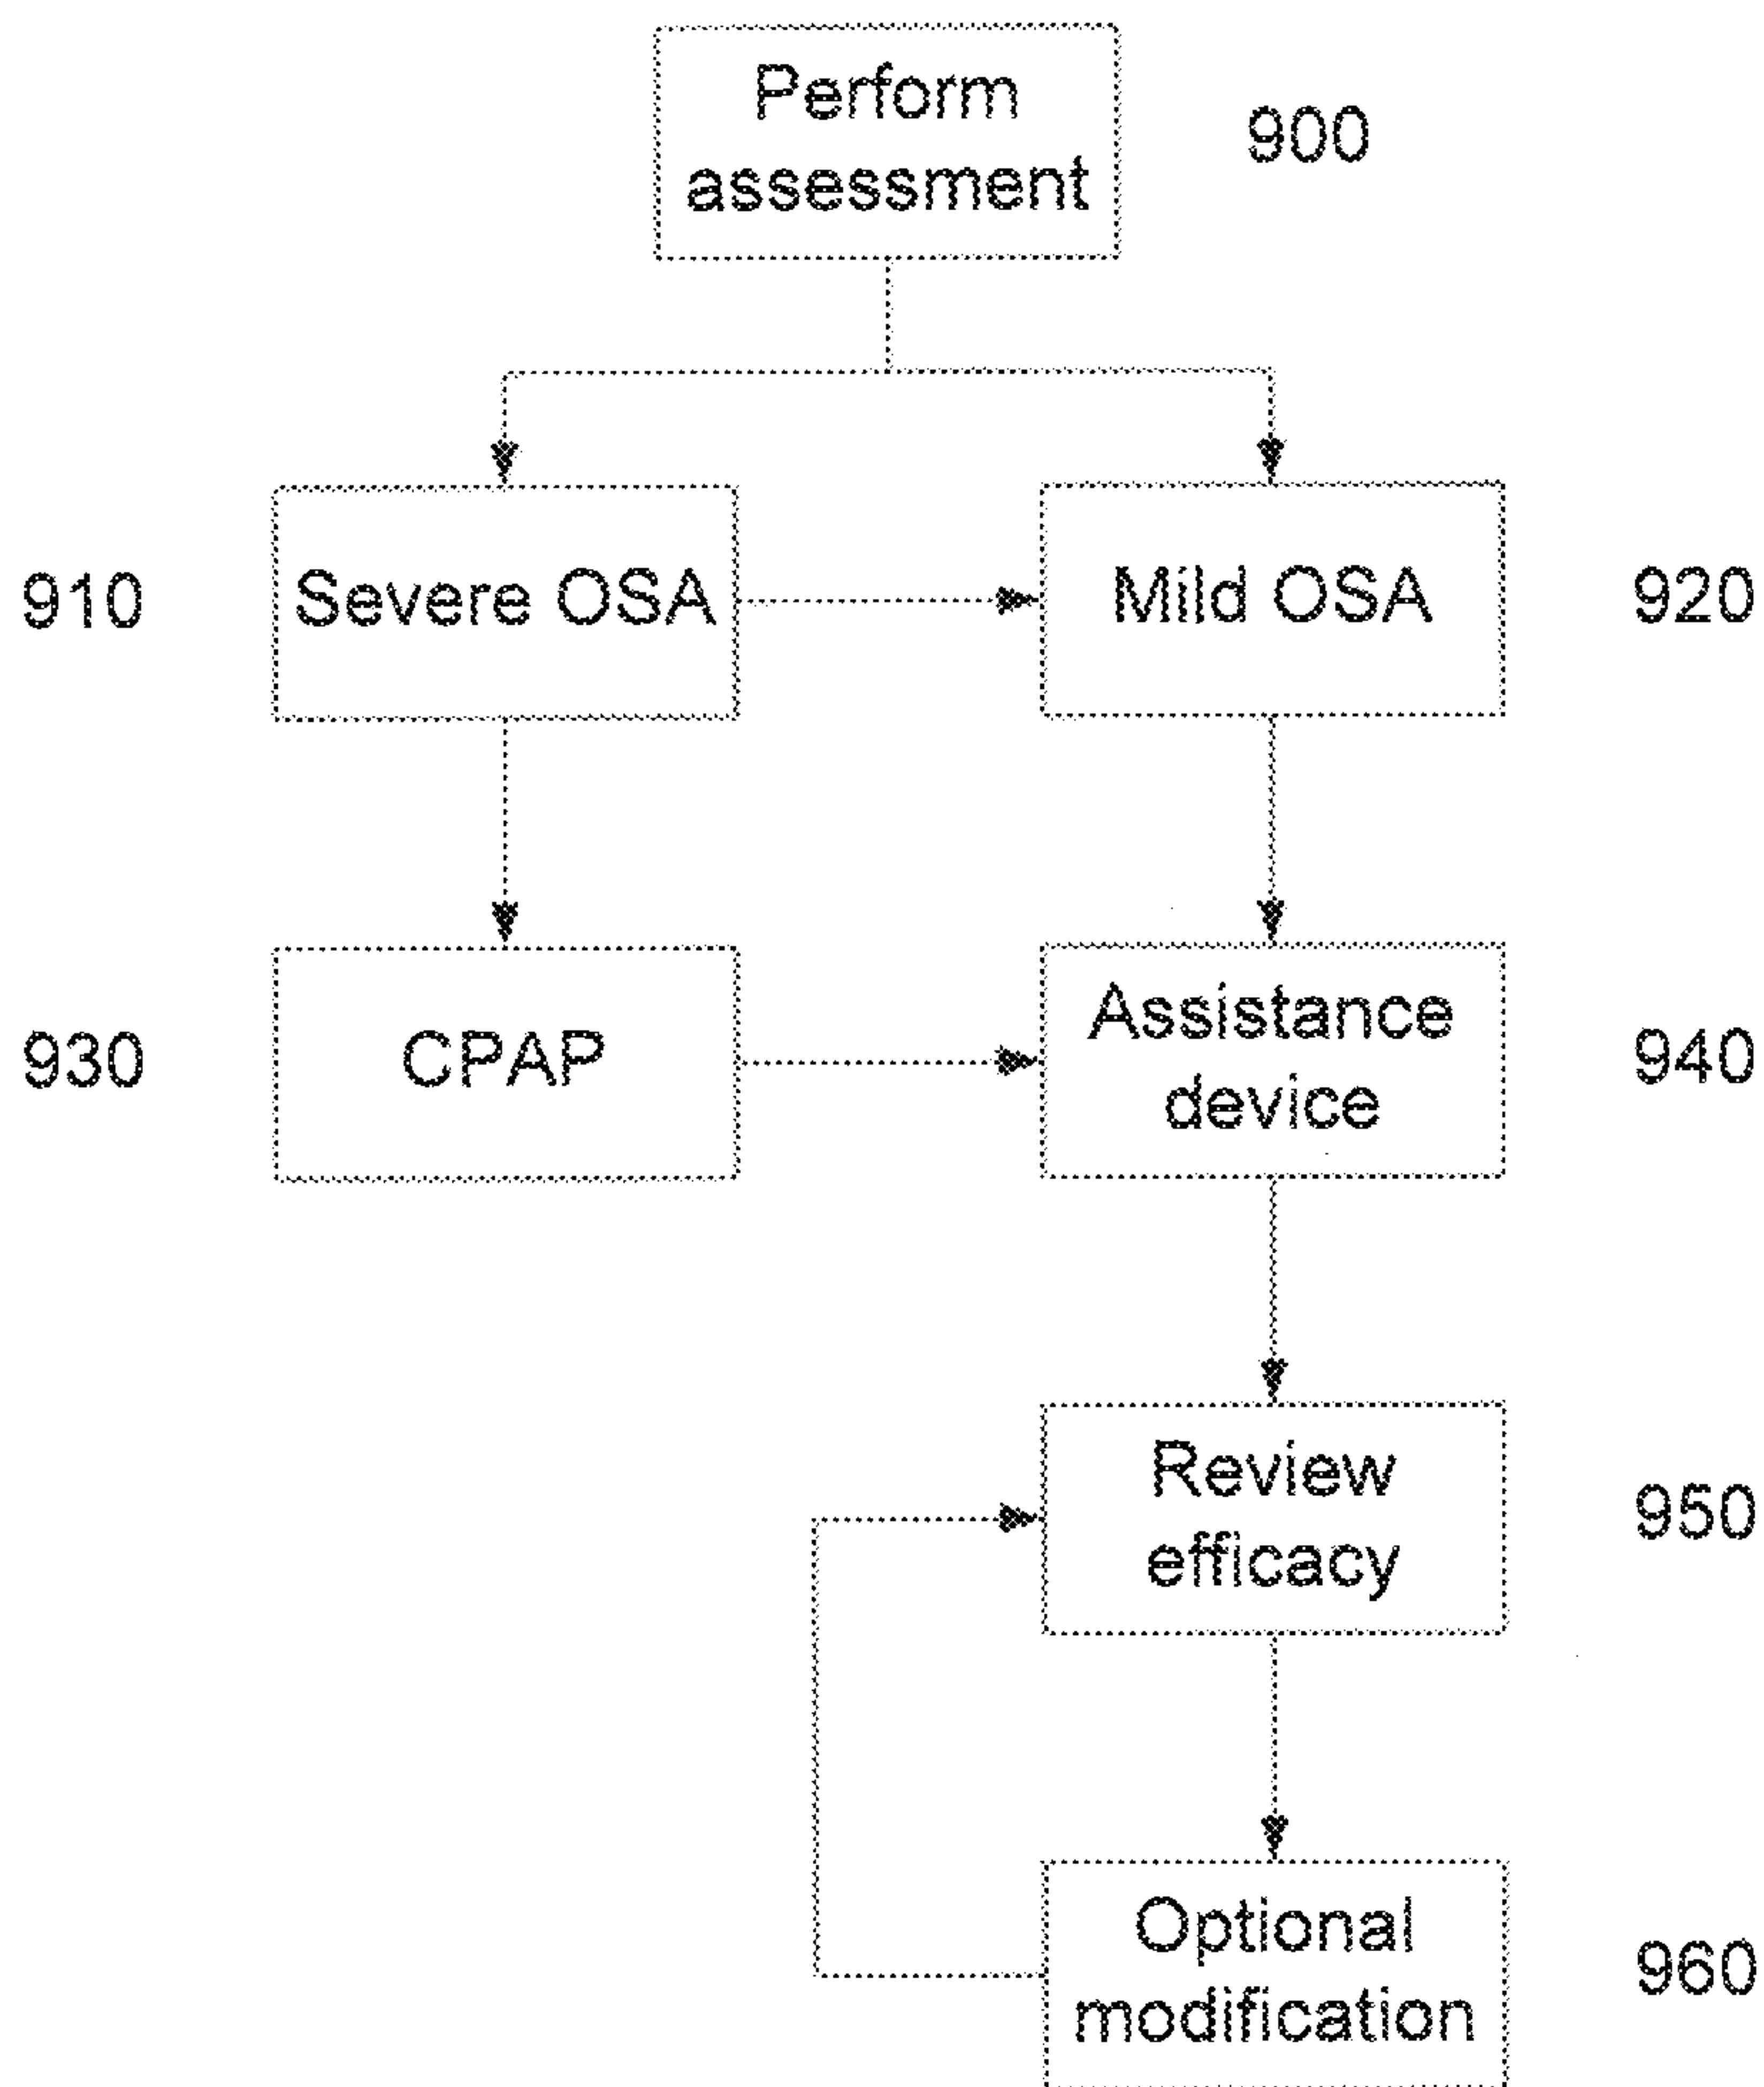 Perform
assessment
900
910
Severe OSA
Mild OSA
920
930
CPAP
Assistance
device
940
Review
efficacy
950
Optional
modification
960